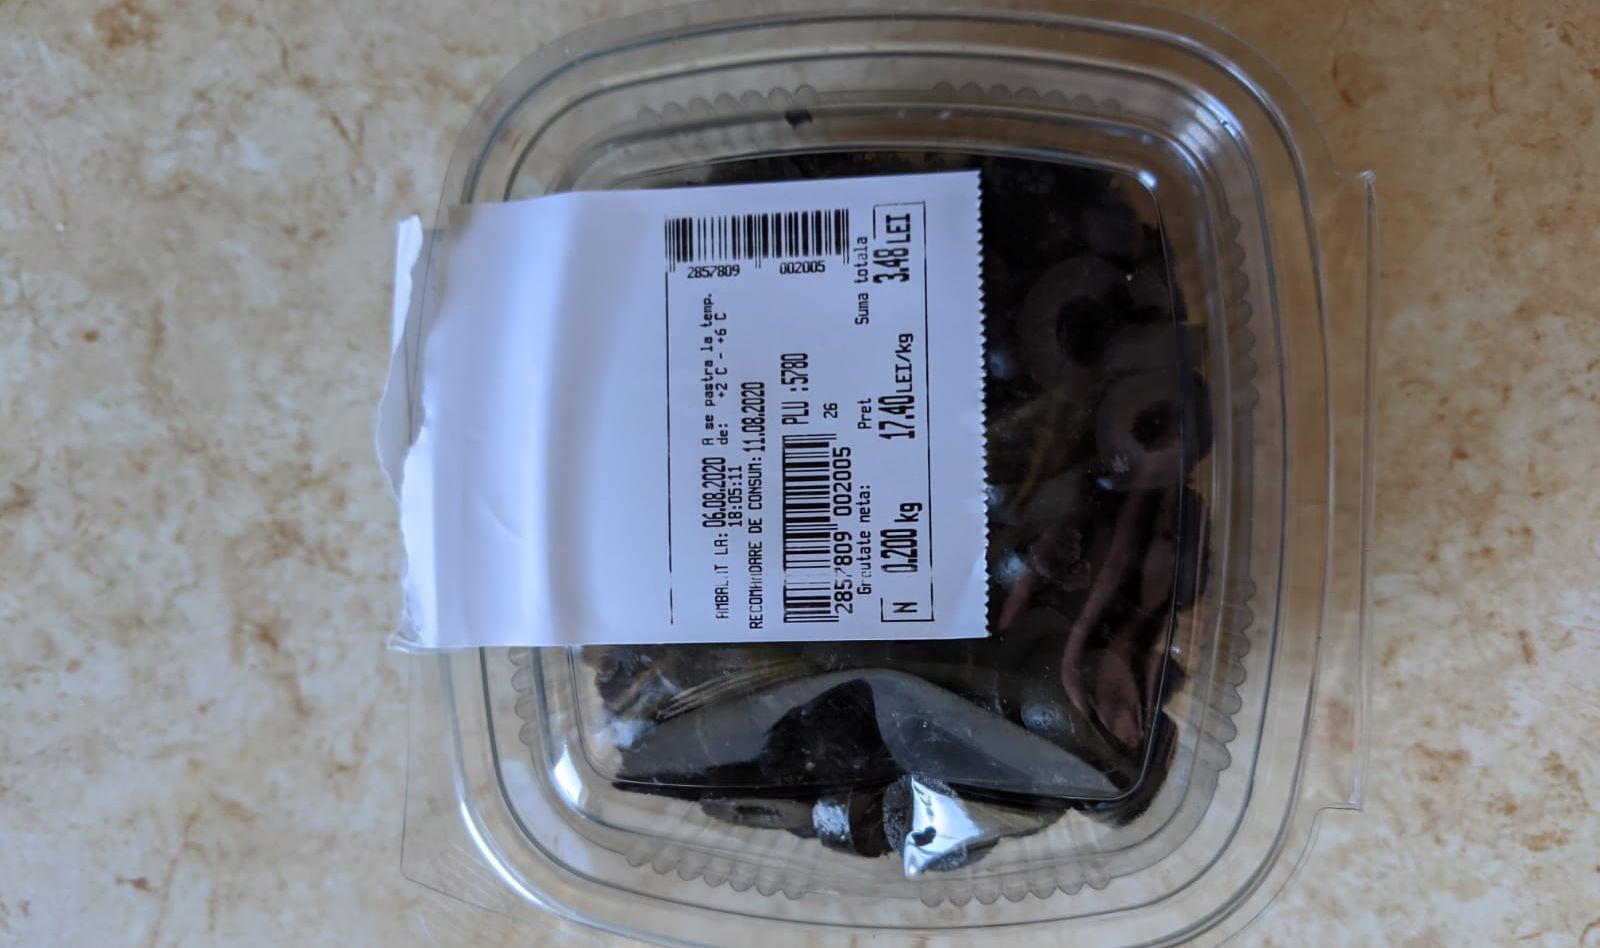 2857809 002005
AMBALAT LA: 06.08.2020 A se pastra la temp.
18:05:11 de: +2 C - +6 C
RECOMANDARE DE CONSUM: 11.08.2020
PLU :5780
2857809 002005 26
Greutate neta: Pret Suma totala
N 0.200 kg 17.40 LEI/kg 3.48 LEI